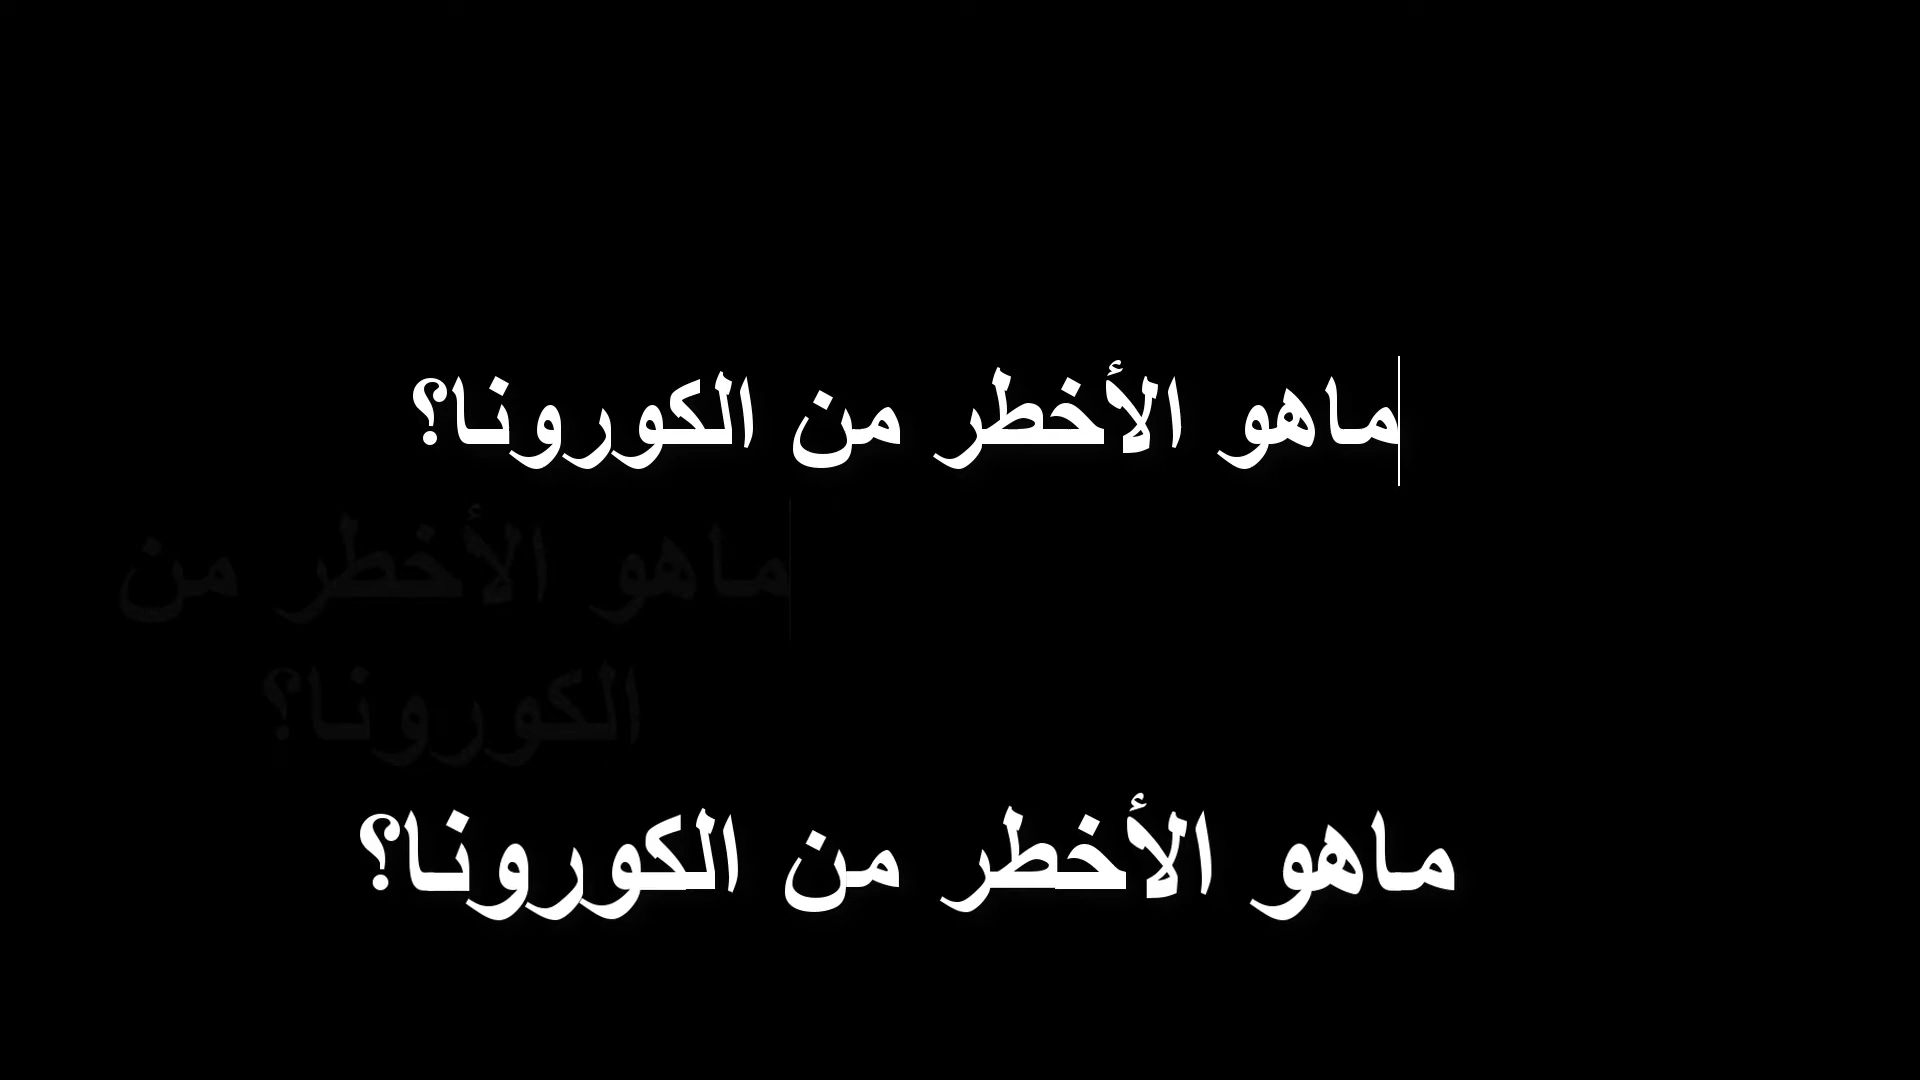 ماهو الأخطر من الكورونا؟
ماهو الأخطر من
الكورونا؟
ماهو الأخطر من الكورونا؟